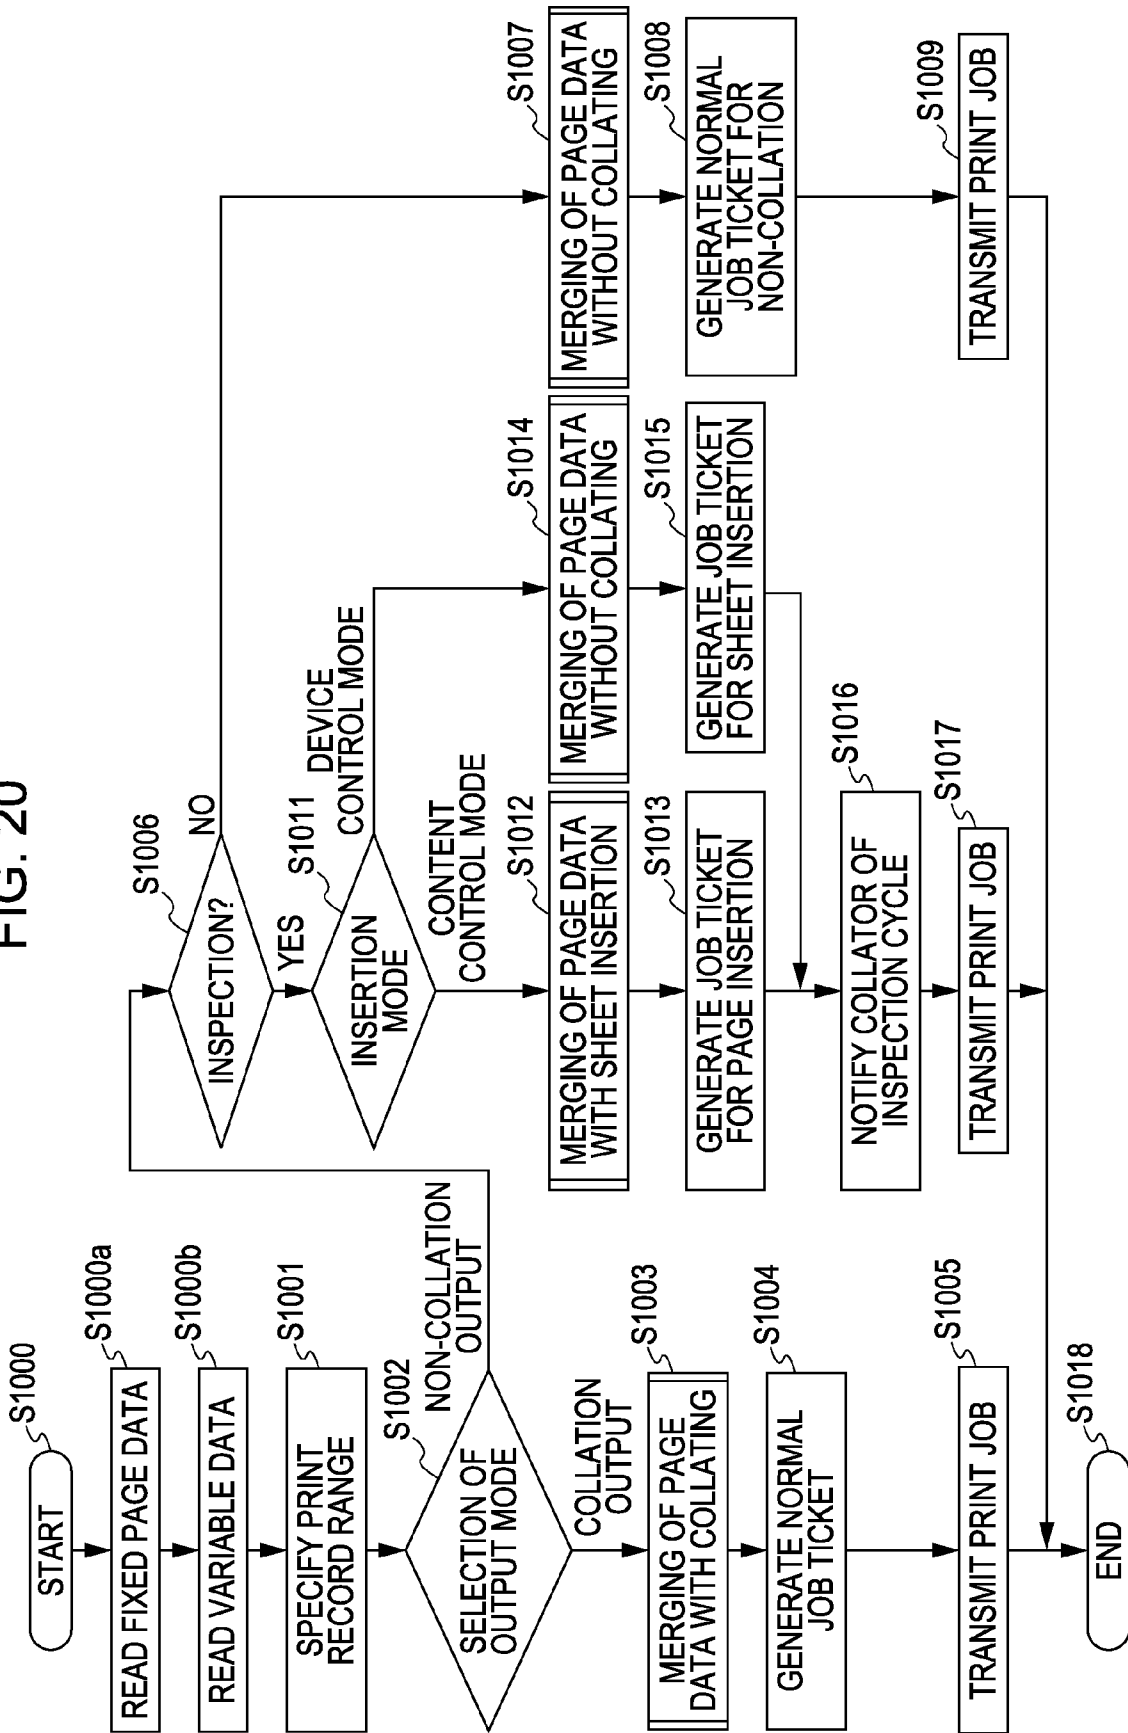 FIG. 20
START
S1000
READ FIXED PAGE DATA
S1000a
READ VARIABLE DATA
S1000b
SPECIFY PRINT
RECORD RANGE
S1001
SELECTION OF
OUTPUT MODE
S1002
NON-COLLATION
OUTPUT
COLLATION
OUTPUT
MERGING OF PAGE
DATA WITH COLLATING
S1003
GENERATE NORMAL
JOB TICKET
S1004
TRANSMIT PRINT JOB
S1005
END
S1018
INSPECTION?
S1006
NO
YES
INSERTION
MODE
S1011
DEVICE
CONTROL MODE
CONTENT
CONTROL MODE
MERGING OF PAGE DATA
WITH SHEET INSERTION
S1012
GENERATE JOB TICKET
FOR PAGE INSERTION
S1013
MERGING OF PAGE DATA
WITHOUT COLLATING
S1014
GENERATE JOB TICKET
FOR SHEET INSERTION
S1015
NOTIFY COLLATOR OF
INSPECTION CYCLE
S1016
TRANSMIT PRINT JOB
S1017
MERGING OF PAGE DATA
WITHOUT COLLATING
S1007
GENERATE NORMAL
JOB TICKET FOR
NON-COLLATION
S1008
TRANSMIT PRINT JOB
S1009